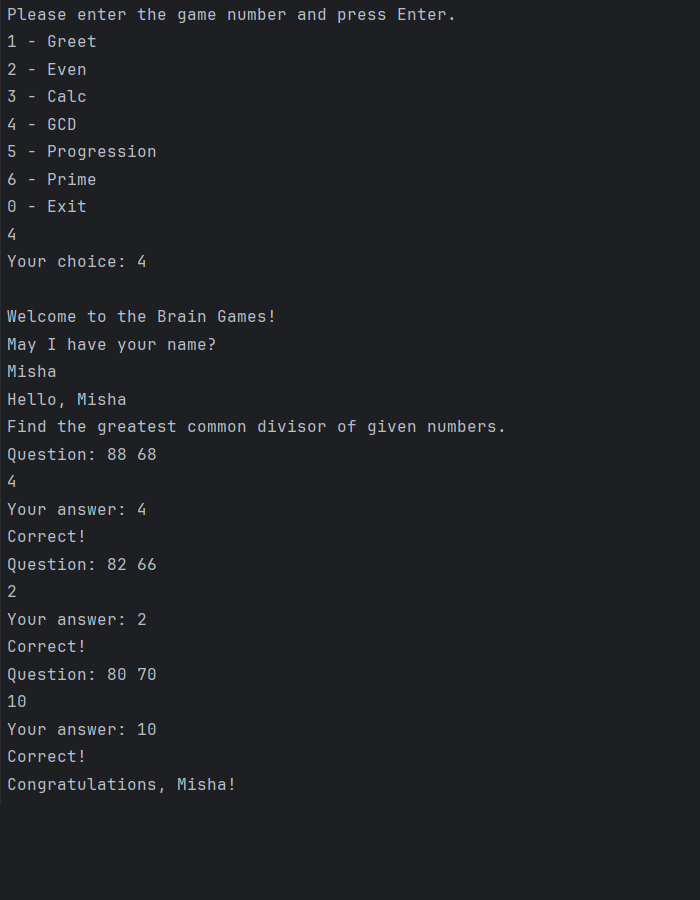 Please enter the game number and press Enter.
1 - Greet
2 - Even
3 - Calc
4 - GCD
5 - Progression
6 - Prime
0 - Exit
4
Your choice: 4
Welcome to the Brain Games!
May I have your name?
Misha
Hello, Misha
Find the greatest common divisor of given numbers.
Question: 88 68
4
Your answer: 4
Correct!
Question: 82 66
2
Your answer: 2
Correct!
Question: 80 70
10
Your answer: 10
Correct!
Congratulations, Misha!